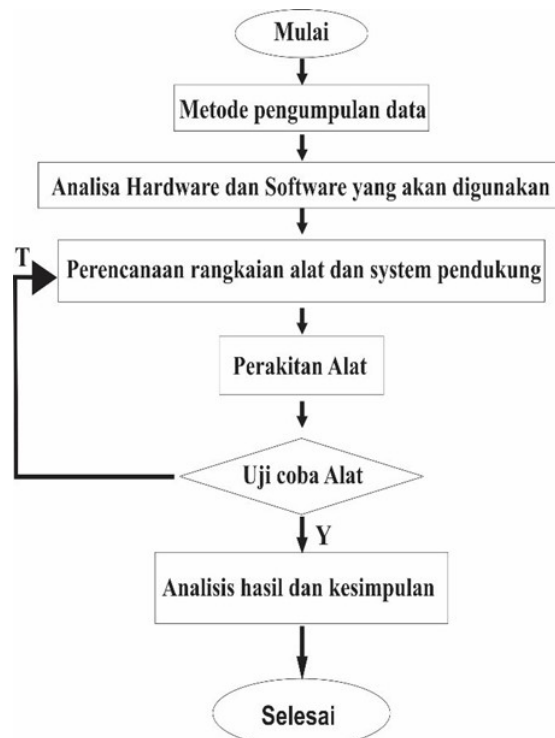 Mulai
Metode pengumpulan data
Analisa Hardware dan Software yang akan digunakan
T
Perencanaan rangkaian alat dan system pendukung
Perakitan Alat
Uji coba Alat
Y
Analisis hasil dan kesimpulan
Selesai